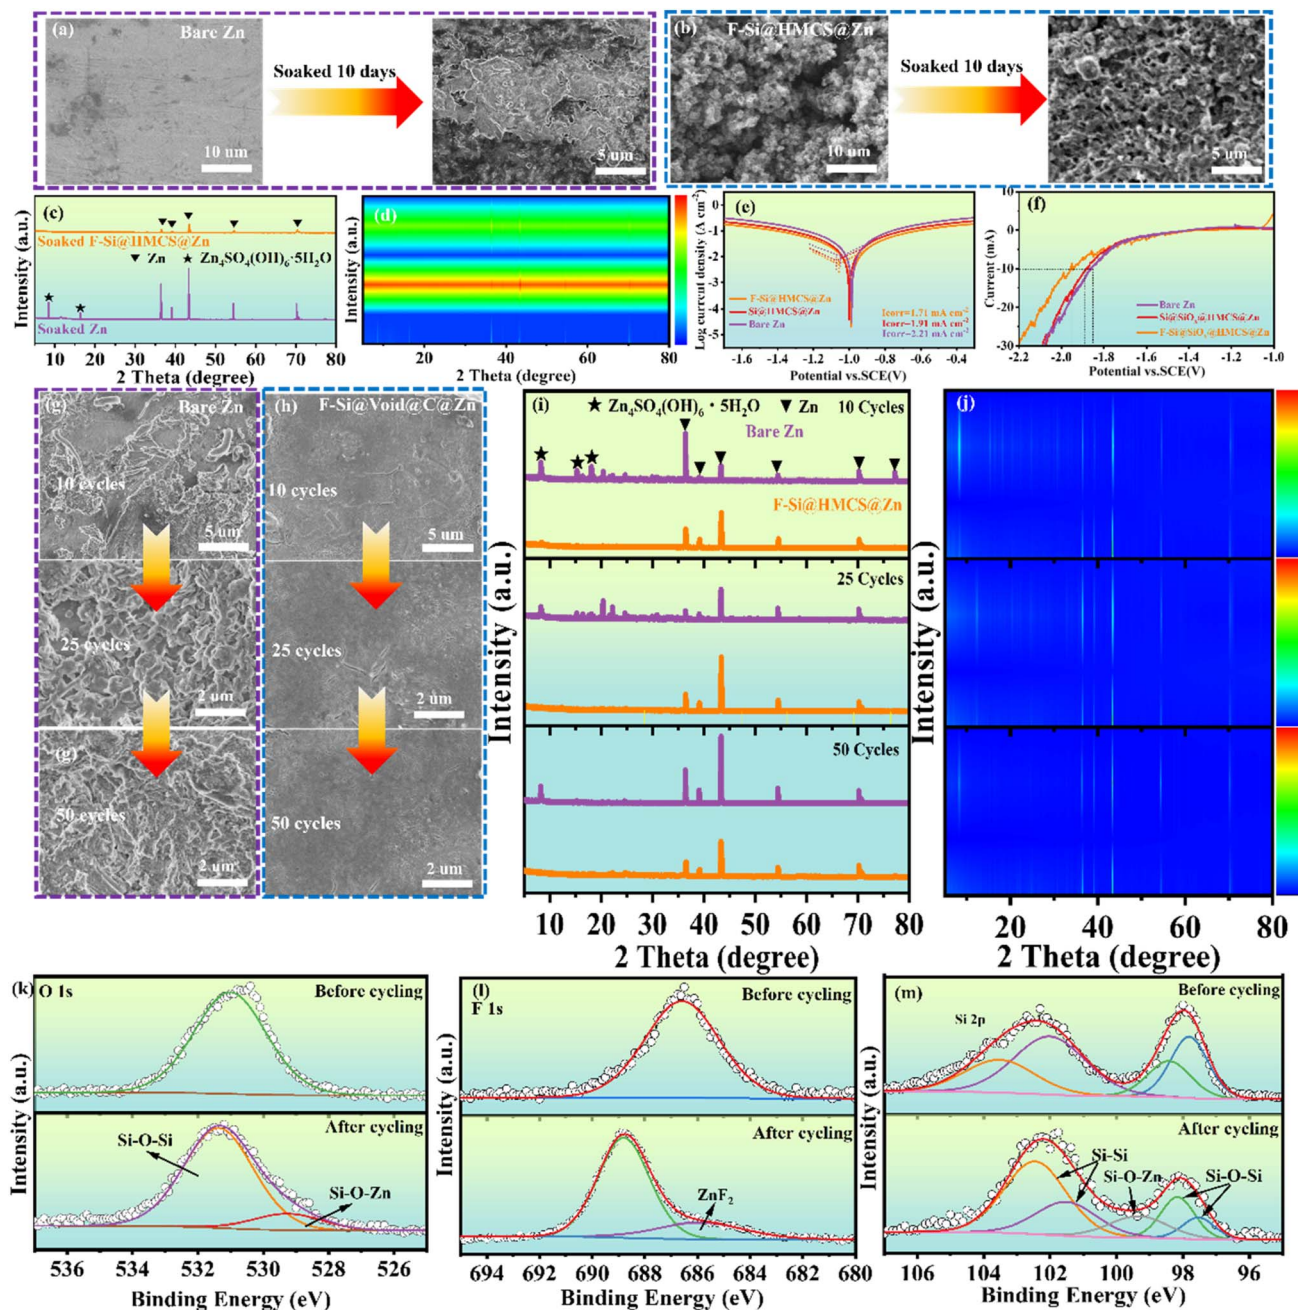 (a) Bare Zn
Soaked 10 days
10 um
5 um
(b) F-Si@HMCS@Zn
Soaked 10 days
10 um
5 um
(c)
Soaked F-Si@HMCS@Zn
▼ Zn ★ Zn₄SO₄(OH)₆·5H₂O
Soaked Zn
Intensity (a.u.)
10 20 30 40 50 60 70 80
2 Theta (degree)
(d)
Intensity (a.u.)
20 40 60 80
2 Theta (degree)
(e)
Log current density (A cm⁻²)
1
0
-1
-2
-3
-4
-5
F-Si@HMCS@Zn
Si@HMCS@Zn
Bare Zn
Icorr=1.71 mA cm⁻²
Icorr=1.91 mA cm⁻²
Icorr=2.21 mA cm⁻²
-1.6 -1.4 -1.2 -1.0 -0.8 -0.6 -0.4
Potential vs.SCE(V)
(f)
Current (mA)
10
0
-10
-20
-30
Bare Zn
Si@SiOₓ@HMCS@Zn
F-Si@SiOₓ@HMCS@Zn
-2.2 -2.0 -1.8 -1.6 -1.4 -1.2 -1.0
Potential vs.SCE(V)
(g) Bare Zn
10 cycles
5 um
25 cycles
2 um
(g)
50 cycles
2 um
(h) F-Si@Void@C@Zn
10 cycles
5 um
25 cycles
2 um
50 cycles
2 um
(i) ★ Zn₄SO₄(OH)₆ · 5H₂O ▼ Zn 10 Cycles
Bare Zn
F-Si@HMCS@Zn
25 Cycles
50 Cycles
Intensity (a.u.)
10 20 30 40 50 60 70 80
2 Theta (degree)
(j)
Intensity (a.u.)
20 40 60 80
2 Theta (degree)
(k)
O 1s
Before cycling
After cycling
Si-O-Si
Si-O-Zn
Intensity (a.u.)
536 534 532 530 528 526
Binding Energy (eV)
(l)
F 1s
Before cycling
After cycling
ZnF₂
Intensity (a.u.)
694 692 690 688 686 684 682 680
Binding Energy (eV)
(m)
Si 2p
Before cycling
After cycling
Si-Si
Si-O-Zn
Si-O-Si
Intensity (a.u.)
106 104 102 100 98 96
Binding Energy (eV)